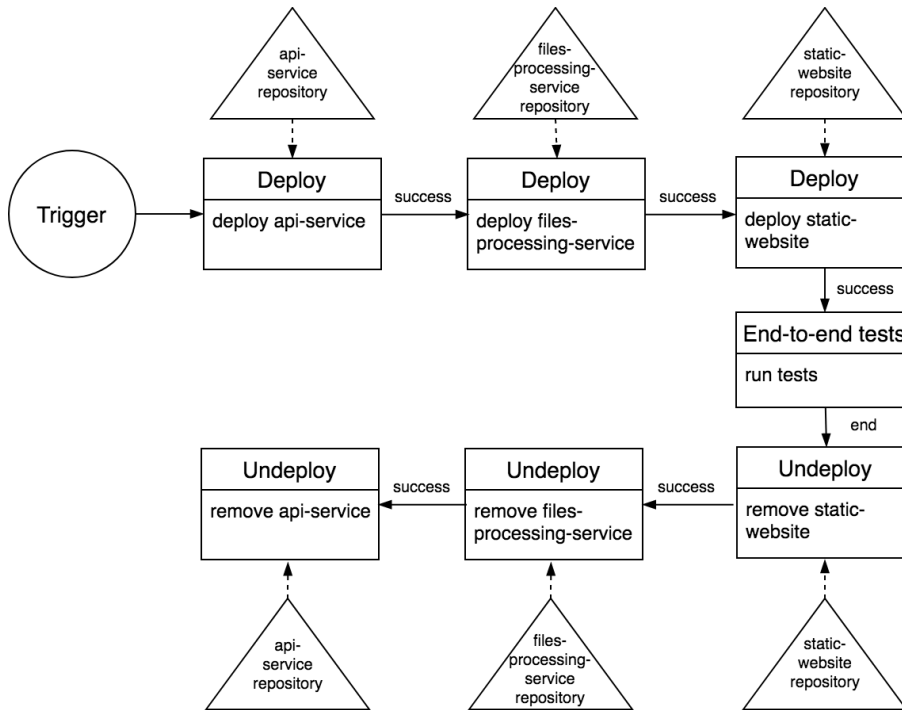 api-
service
repository
files-
processing-
service
repository
static-
website
repository
Trigger
Deploy
deploy api-service
success
Deploy
deploy files-
processing-service
success
Deploy
deploy static-
website
success
End-to-end tests
run tests
end
Undeploy
remove api-service
success
Undeploy
remove files-
processing-service
success
Undeploy
remove static-
website
api-
service
repository
files-
processing-
service
repository
static-
website
repository